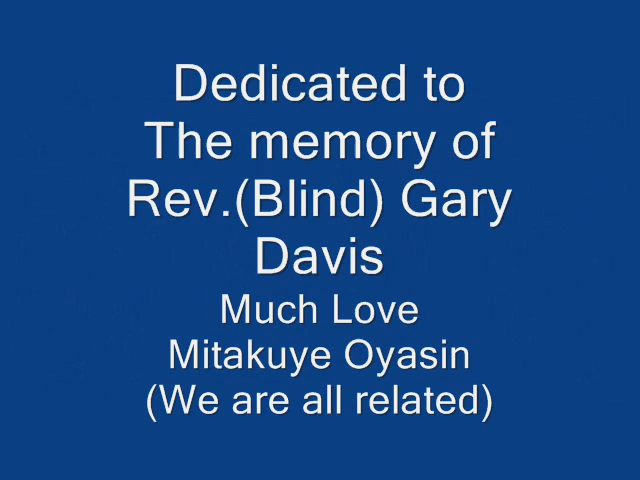 Dedicated to
The memory of
Rev.(Blind) Gary
Davis
Much Love
Mitakuye Oyasin
(We are all related)